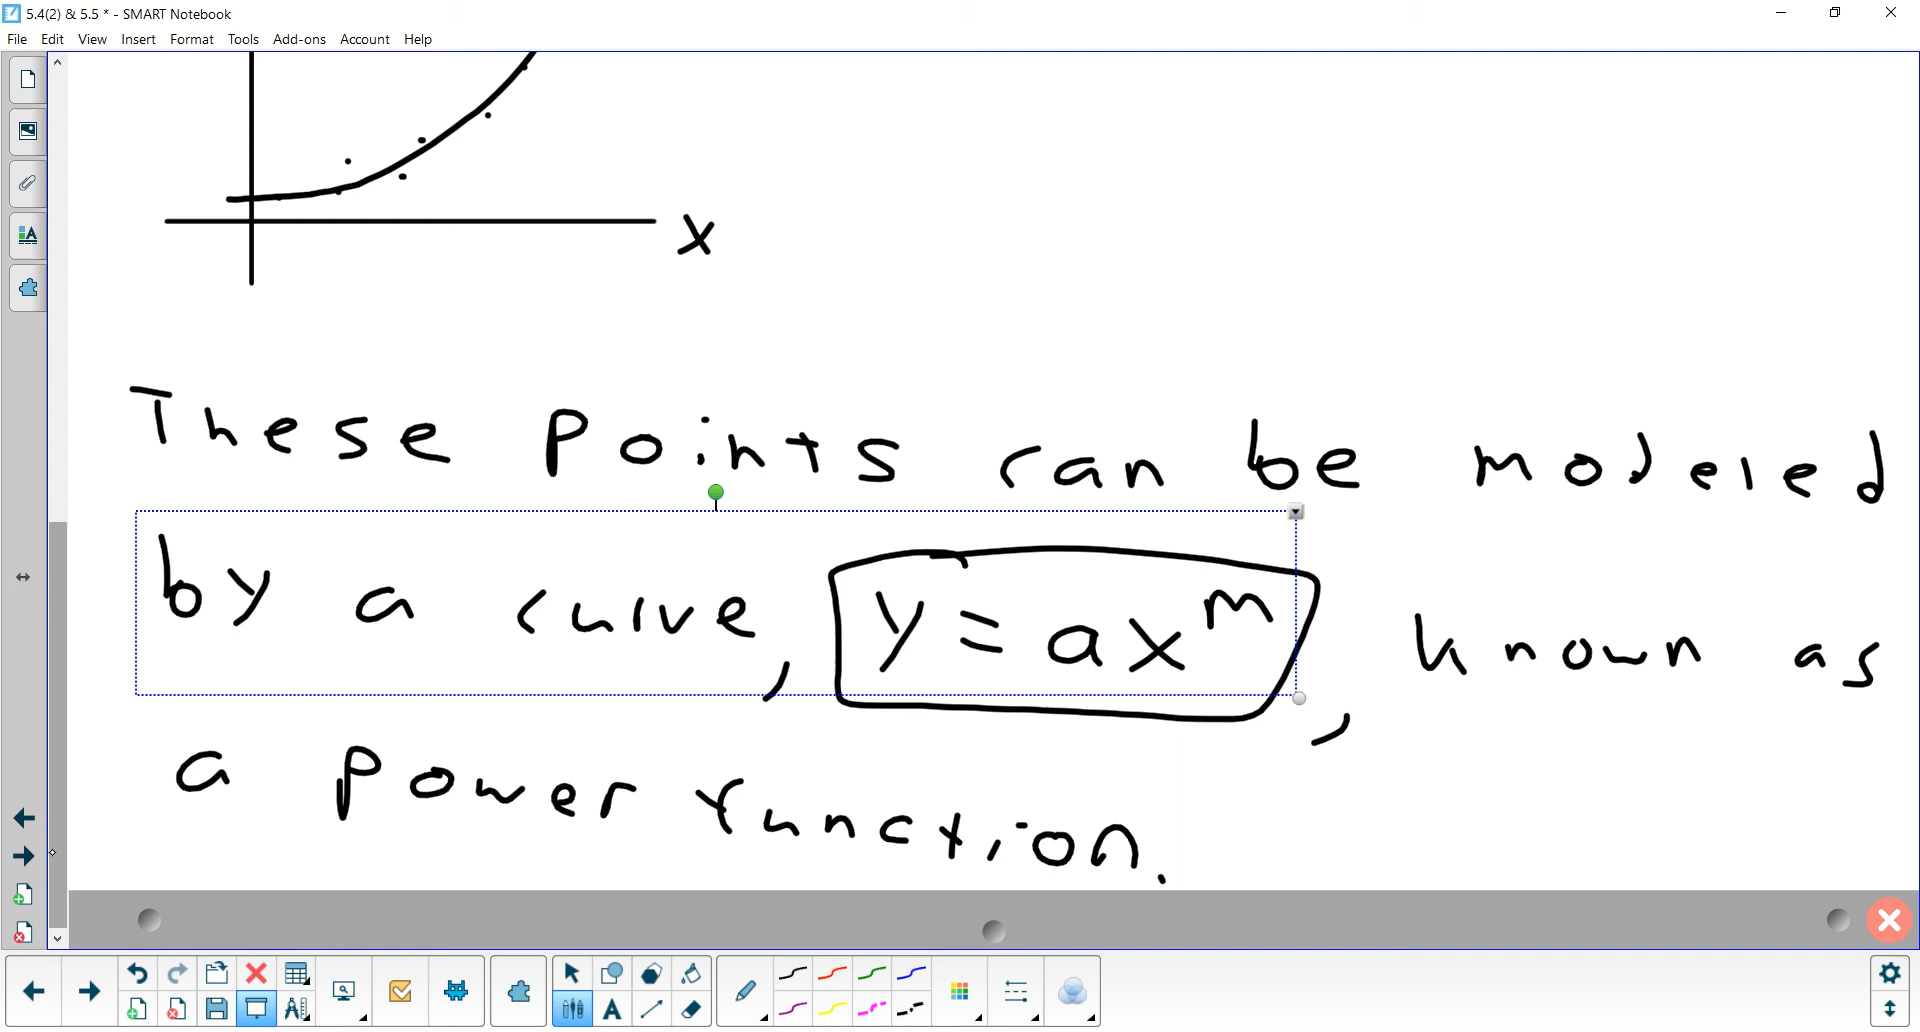 5.4(2) & 5.5 * - SMART Notebook
File Edit View Insert Format Tools Add-ons Account Help
x
These points can be modeled
by a curve, y = ax^m, known as
a power function.